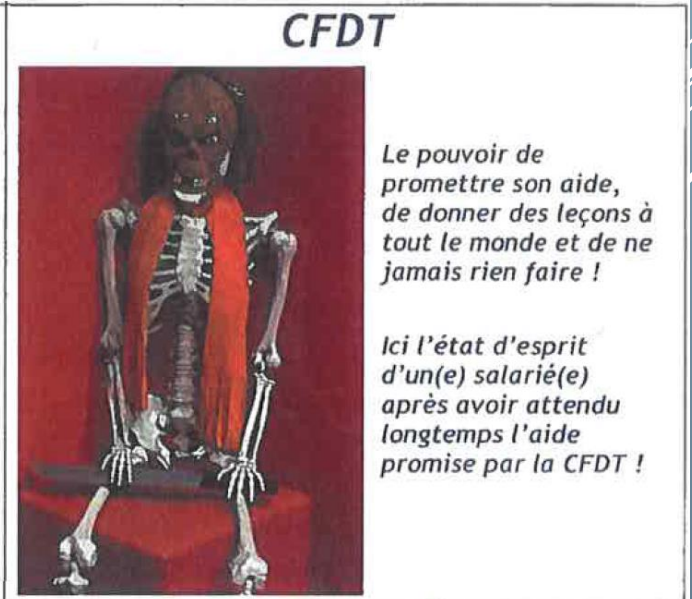 CFDT
Le pouvoir de
promettre son aide,
de donner des leçons à
tout le monde et de ne
jamais rien faire !
Ici l'état d'esprit
d'un(e) salarié(e)
après avoir attendu
longtemps l'aide
promise par la CFDT !